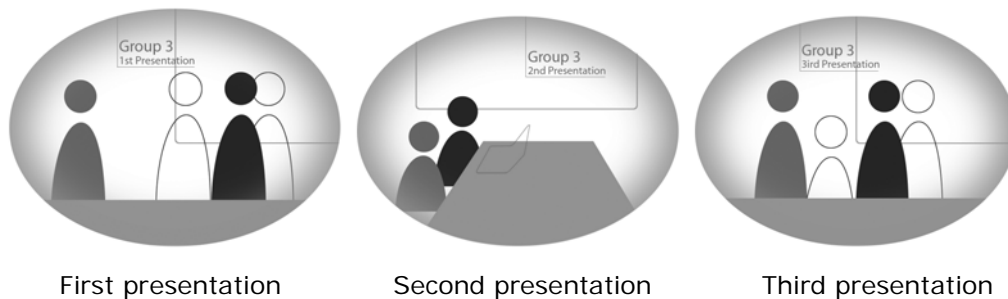 Group 3
1st Presentation
Group 3
2nd Presentation
Group 3
3ird Presentation
First presentation
Second presentation
Third presentation